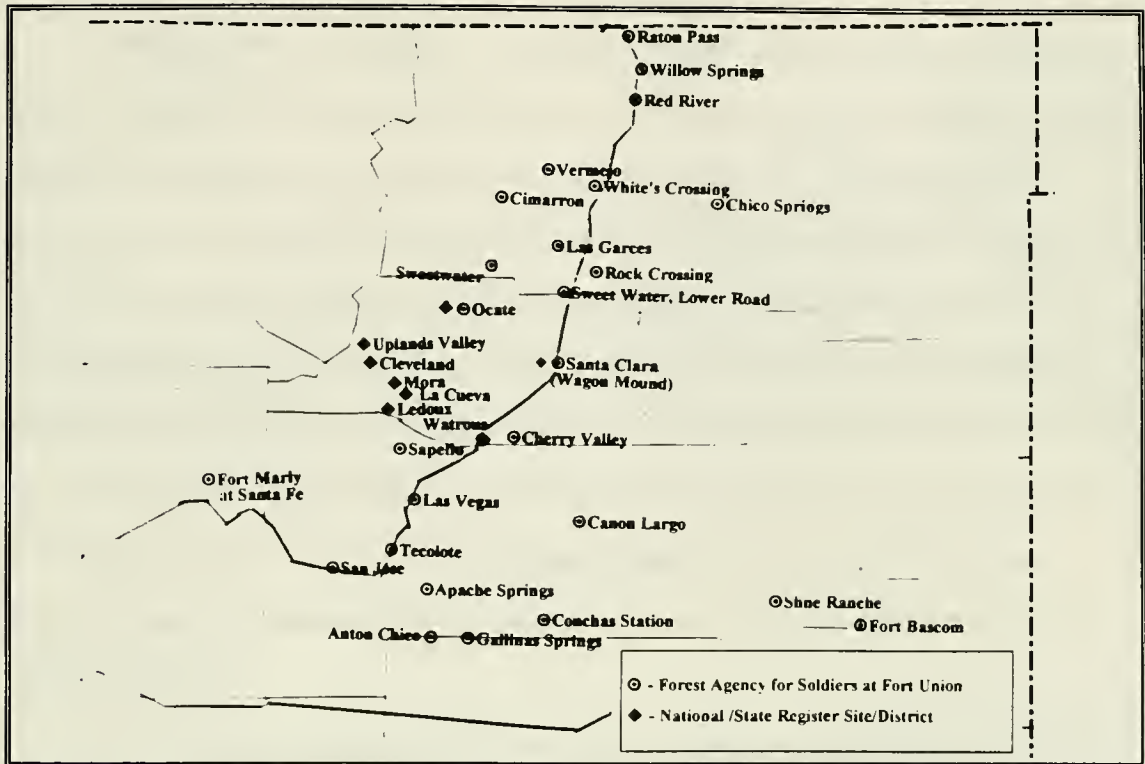 Raton Pass
Willow Springs
Red River
Vermejo
White's Crossing
Cimarron
Chico Springs
Las Garces
Sweetwater
Rock Crossing
Sweet Water, Lower Road
Ocate
Uplands Valley
Cleveland
Santa Clara
(Wagon Mound)
Mora
La Cueva
Ledoux
Watrous
Cherry Valley
Sapello
Fort Marly
at Santa Fe
Las Vegas
Canon Largo
Tecolote
San Jose
Apache Springs
Shne Ranche
Conchas Station
Fort Bascom
Anton Chico
Gallinas Springs
⊙ - Forest Agency for Soldiers at Fort Union
◆ - National /State Register Site/District